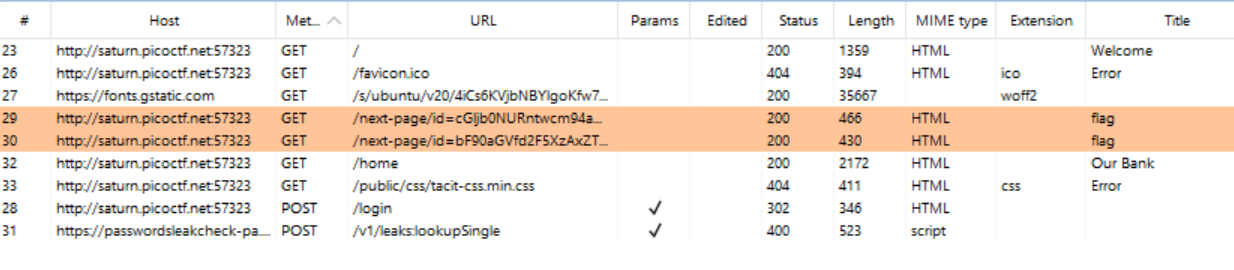 # Host Met... URL Params Edited Status Length MIME type Extension Title
23 http://saturn.picoctf.net:57323 GET / 200 1359 HTML Welcome
26 http://saturn.picoctf.net:57323 GET /favicon.ico 404 394 HTML ico Error
27 https://fonts.gstatic.com GET /s/ubuntu/v20/4iCs6KVjbNBYlgoKfw7... 200 35667 woff2
29 http://saturn.picoctf.net:57323 GET /next-page/id=cGljb0NURntwcm94a... 200 466 HTML flag
30 http://saturn.picoctf.net:57323 GET /next-page/id=bF90aGVfd2F5XzAxZT... 200 430 HTML flag
32 http://saturn.picoctf.net:57323 GET /home 200 2172 HTML Our Bank
33 http://saturn.picoctf.net:57323 GET /public/css/tacit-css.min.css 404 411 HTML css Error
28 http://saturn.picoctf.net:57323 POST /login ✓ 302 346 HTML
31 https://passwordsleakcheck-pa... POST /v1/leaks:lookupSingle ✓ 400 523 script